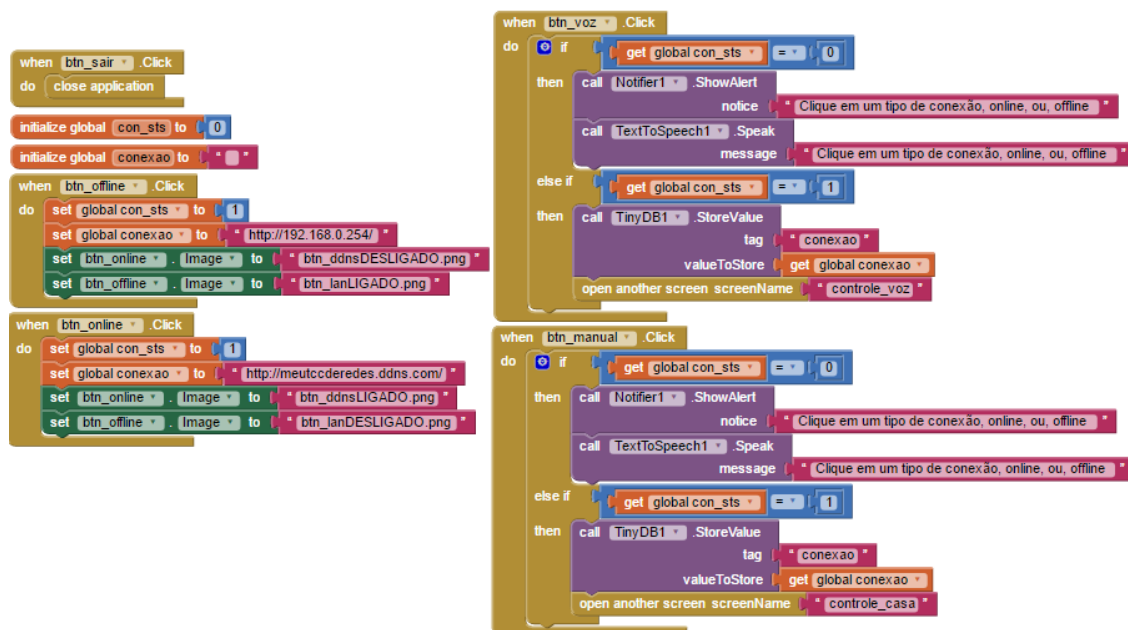 when btn_sair .Click
do close application
initialize global con_sts to 0
initialize global conexao to " "
when btn_offline .Click
do set global con_sts to 1
set global conexao to " http://192.168.0.254/ "
set btn_online . Image to " btn_ddnsDESLIGADO.png "
set btn_offline . Image to " btn_lanLIGADO.png "
when btn_online .Click
do set global con_sts to 1
set global conexao to " http://meutccderedes.ddns.com/ "
set btn_online . Image to " btn_ddnsLIGADO.png "
set btn_offline . Image to " btn_lanDESLIGADO.png "
when btn_voz .Click
do if get global con_sts = 0
then call Notifier1 .ShowAlert
notice " Clique em um tipo de conexão, online, ou, offline "
call TextToSpeech1 .Speak
message " Clique em um tipo de conexão, online, ou, offline "
else if get global con_sts = 1
then call TinyDB1 .StoreValue
tag " conexao "
valueToStore get global conexao
open another screen screenName " controle_voz "
when btn_manual .Click
do if get global con_sts = 0
then call Notifier1 .ShowAlert
notice " Clique em um tipo de conexão, online, ou, offline "
call TextToSpeech1 .Speak
message " Clique em um tipo de conexão, online, ou, offline "
else if get global con_sts = 1
then call TinyDB1 .StoreValue
tag " conexao "
valueToStore get global conexao
open another screen screenName " controle_casa "